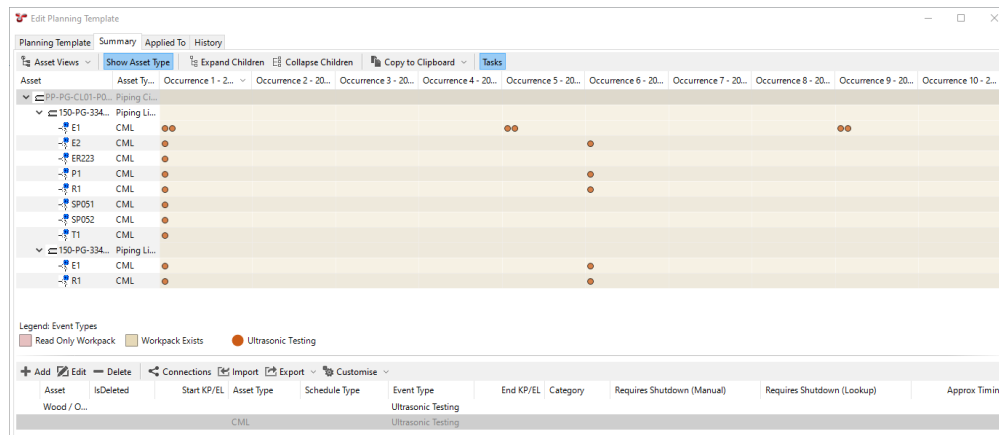 Edit Planning Template
Planning Template Summary Applied To History
Asset Views Show Asset Type Expand Children Collapse Children Copy to Clipboard Tasks
Asset Asset Ty... Occurrence 1 - 2... Occurrence 2 - 20... Occurrence 3 - 20... Occurrence 4 - 20... Occurrence 5 - 20... Occurrence 6 - 20... Occurrence 7 - 20... Occurrence 8 - 20... Occurrence 9 - 20... Occurrence 10 - 2...
PP-PG-CL01-P0... Piping Ci...
150-PG-334... Piping Li...
E1 CML
E2 CML
ER223 CML
P1 CML
R1 CML
SP051 CML
SP052 CML
T1 CML
150-PG-334... Piping Li...
E1 CML
R1 CML
Legend: Event Types
Read Only Workpack Workpack Exists Ultrasonic Testing
Add Edit Delete Connections Import Export Customise
Asset IsDeleted Start KP/EL Asset Type Schedule Type Event Type End KP/EL Category Requires Shutdown (Manual) Requires Shutdown (Lookup) Approx Timin
Wood / O... Ultrasonic Testing
CML Ultrasonic Testing